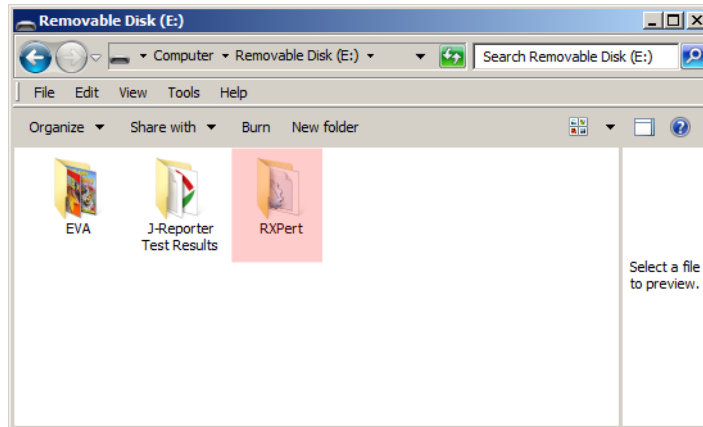 Removable Disk (E:)
Computer Removable Disk (E:) Search Removable Disk (E:)
File Edit View Tools Help
Organize Share with Burn New folder
EVA
J-Reporter
Test Results
RXPert
Select a file
to preview.